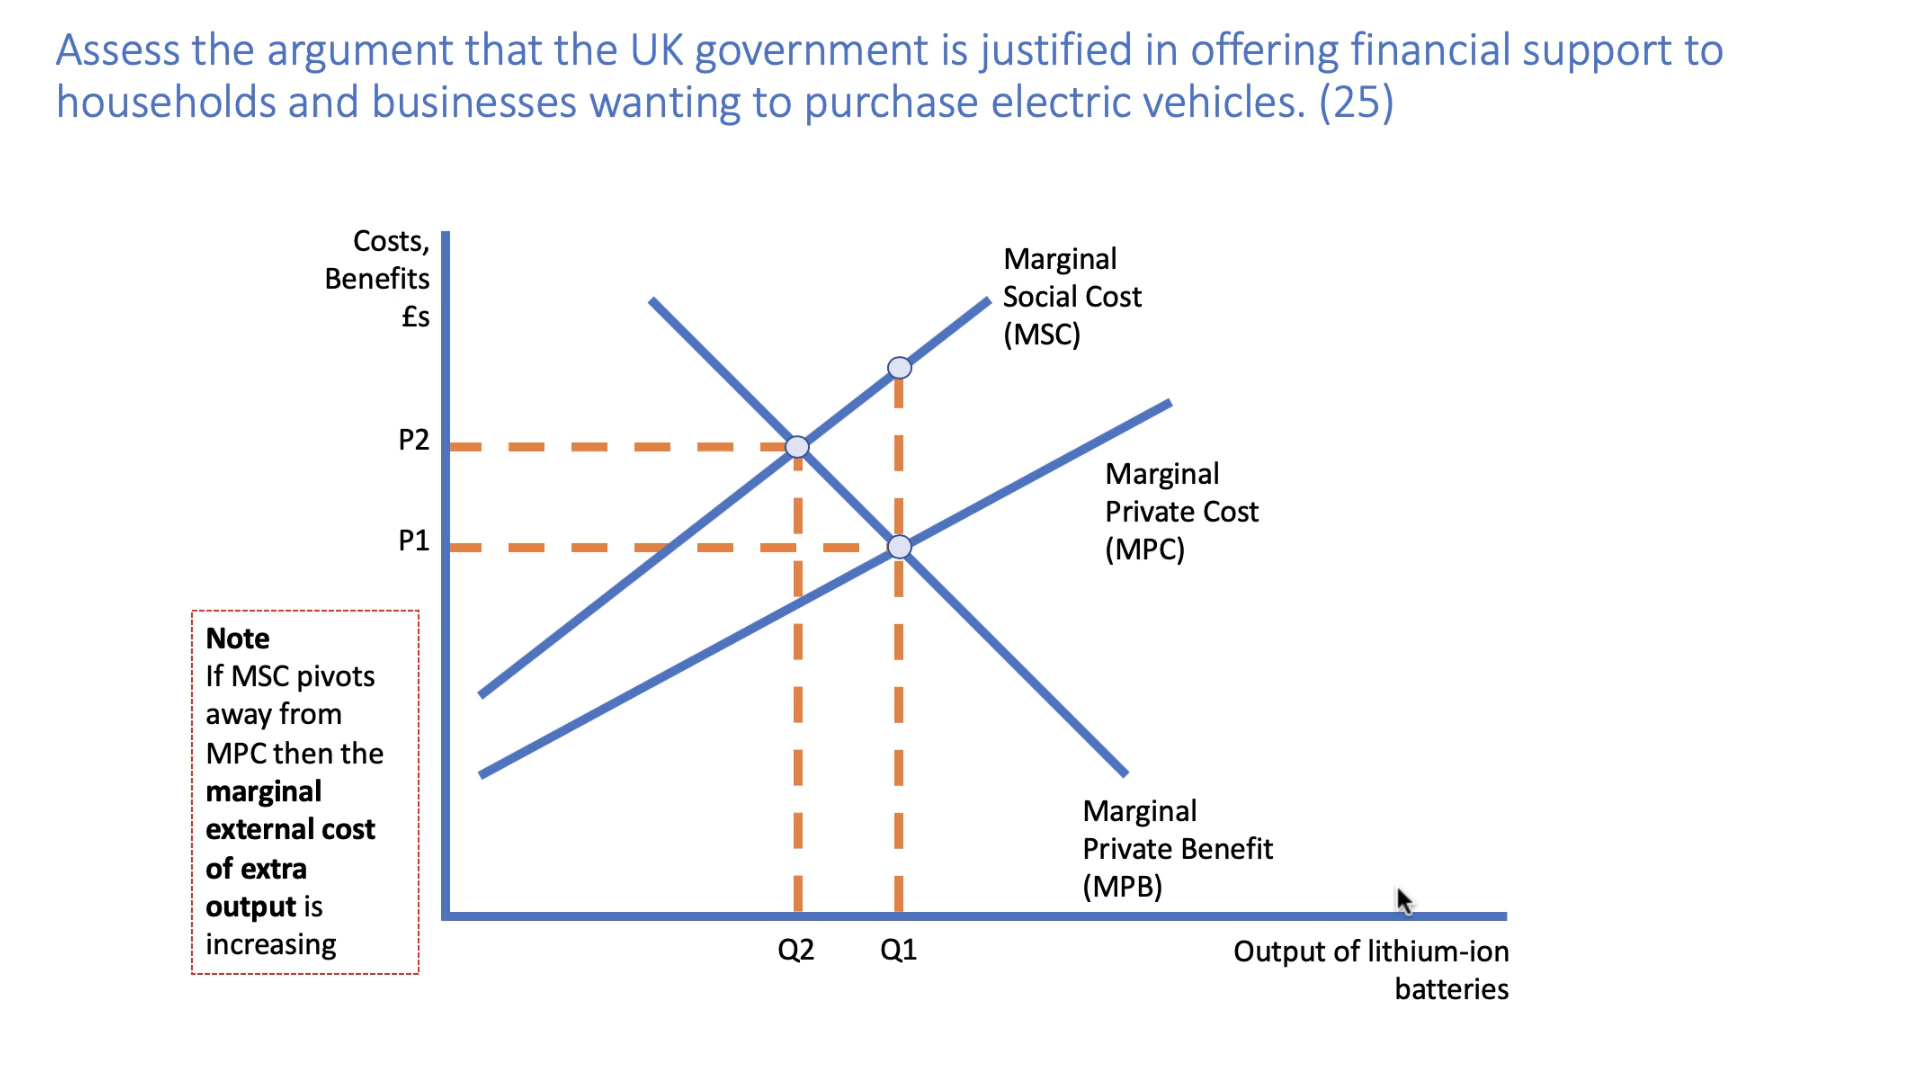 Assess the argument that the UK government is justified in offering financial support to
households and businesses wanting to purchase electric vehicles. (25)
Costs,
Benefits
£s
Marginal
Social Cost
(MSC)
P2
Marginal
Private Cost
(MPC)
P1
Note
If MSC pivots
away from
MPC then the
marginal
external cost
of extra
output is
increasing
Marginal
Private Benefit
(MPB)
Q2
Q1
Output of lithium-ion
batteries